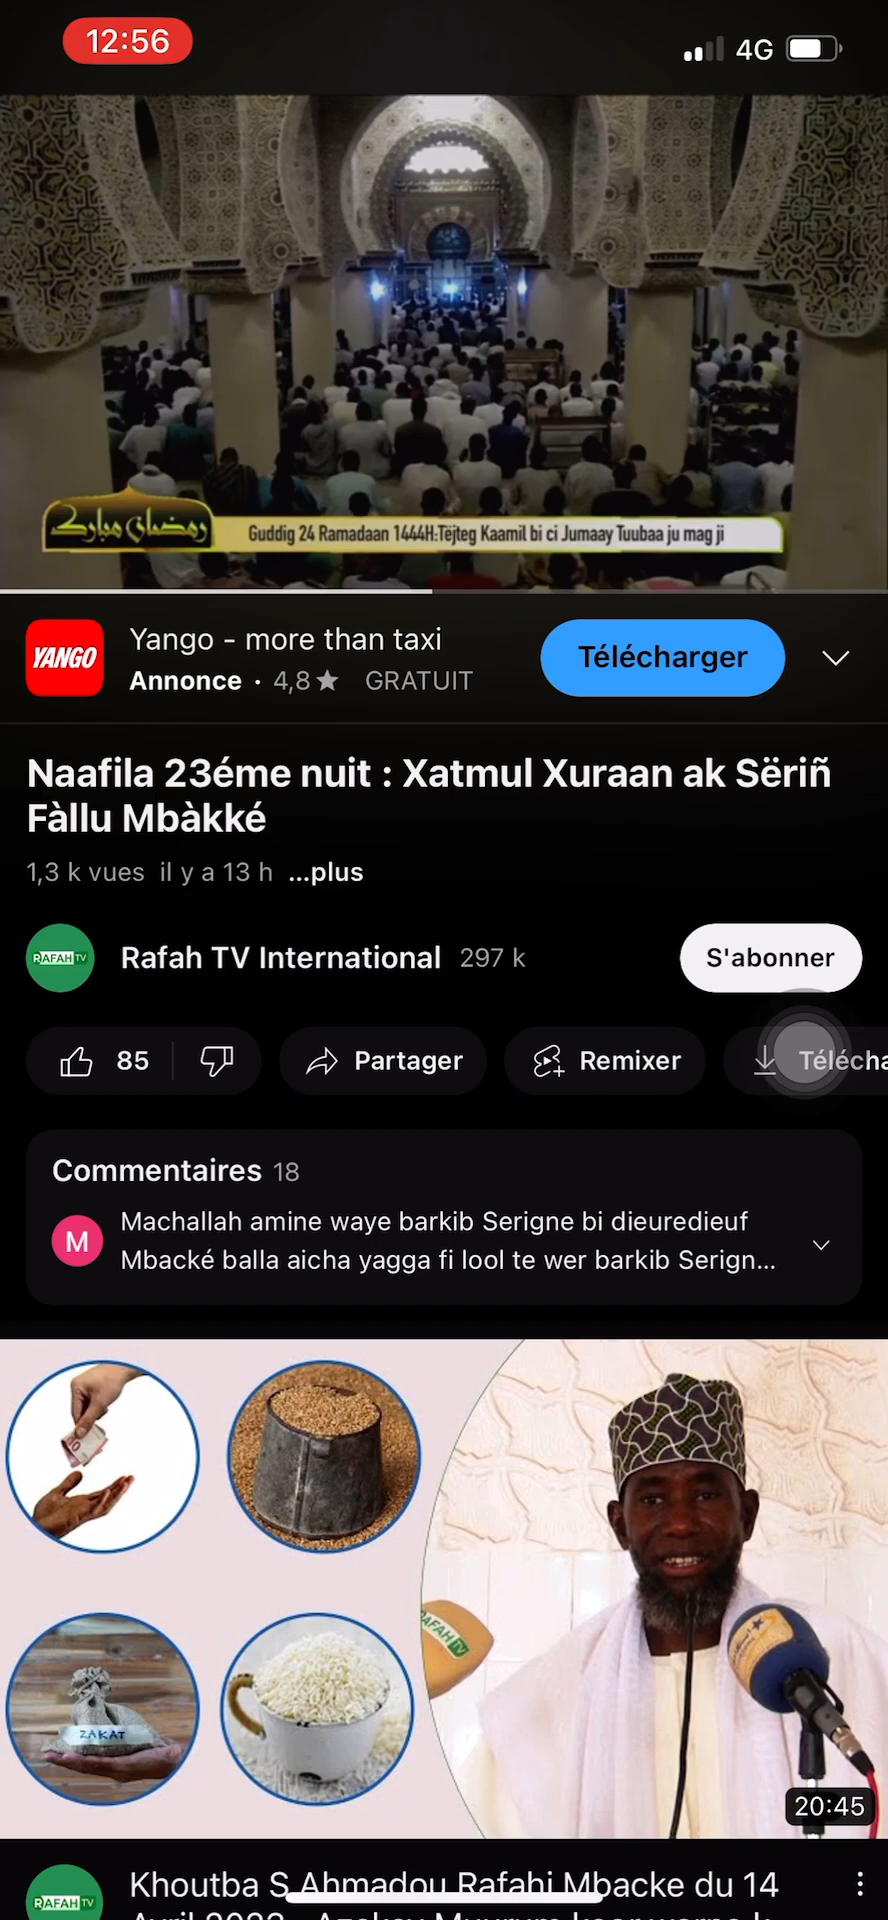 12:56
4G
رمضان مبارك
Guddig 24 Ramadaan 1444H:Tëjteg Kaamil bi ci Jumaay Tuubaa ju mag ji
YANGO
Yango - more than taxi
Télécharger
Annonce · 4,8★ GRATUIT
Naafila 23éme nuit : Xatmul Xuraan ak Sëriñ
Fàllu Mbàkké
1,3 k vues il y a 13 h ...plus
RAFAH TV
Rafah TV International 297 k
S'abonner
85
Partager
Remixer
Télécha
Commentaires 18
M
Machallah amine waye barkib Serigne bi dieuredieuf
Mbacké balla aicha yagga fi lool te wer barkib Serign...
10
ZAKAT
RAFAH TV
20:45
RAFAH TV
Khoutba S Ahmadou Rafahi Mbacke du 14